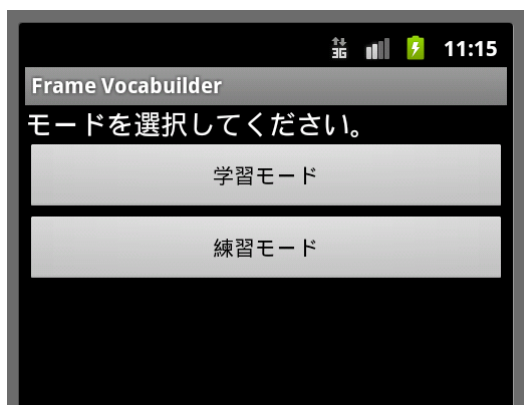 3G 11:15
Frame Vocabuilder
モードを選択してください。
学習モード
練習モード